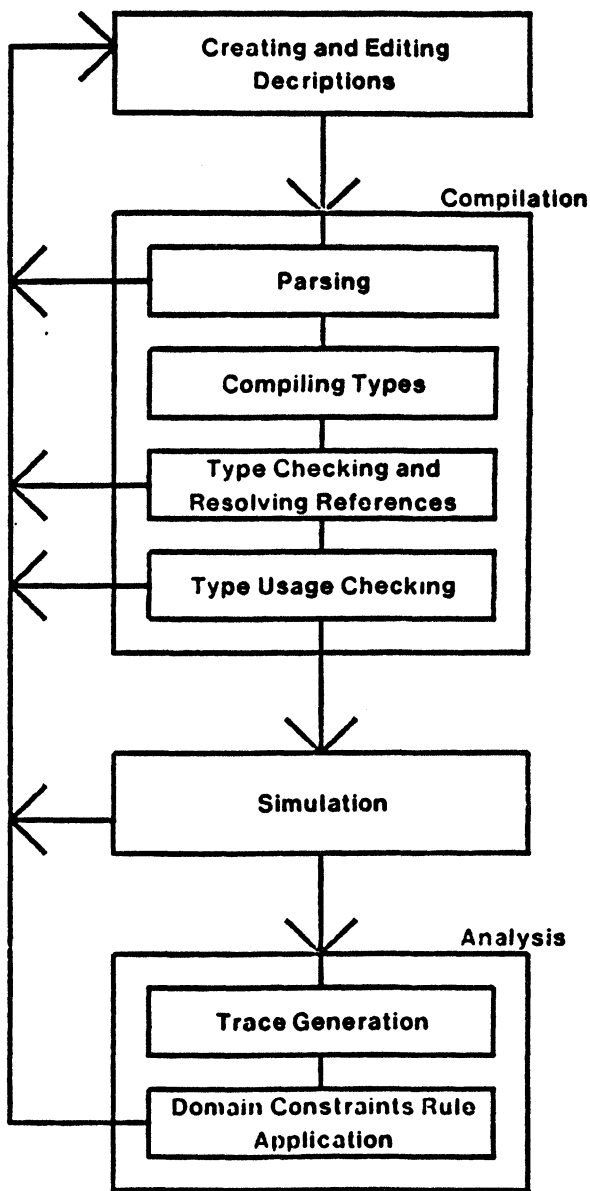 Creating and Editing
Decriptions
Compilation
Parsing
Compiling Types
Type Checking and
Resolving References
Type Usage Checking
Simulation
Analysis
Trace Generation
Domain Constraints Rule
Application